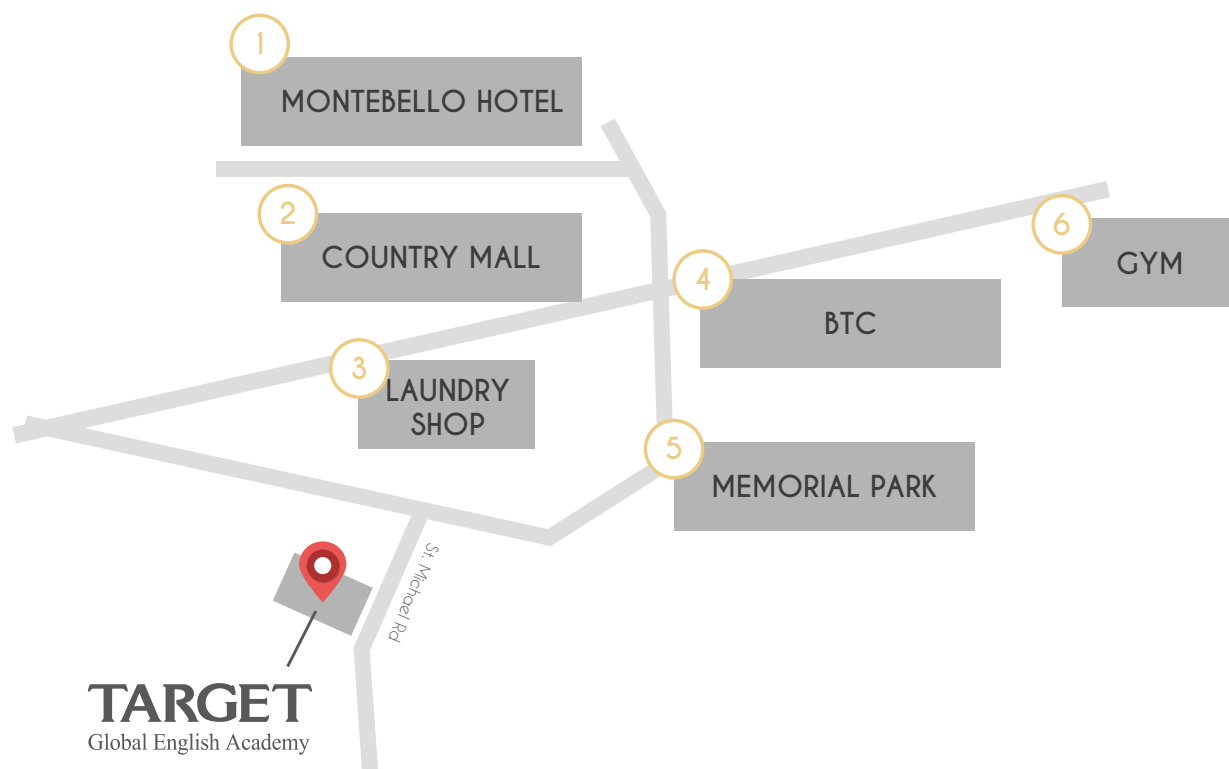 1
MONTEBELLO HOTEL
2
COUNTRY MALL
3
LAUNDRY
SHOP
4
BTC
5
MEMORIAL PARK
6
GYM
St. Michael Rd
TARGET
Global English Academy